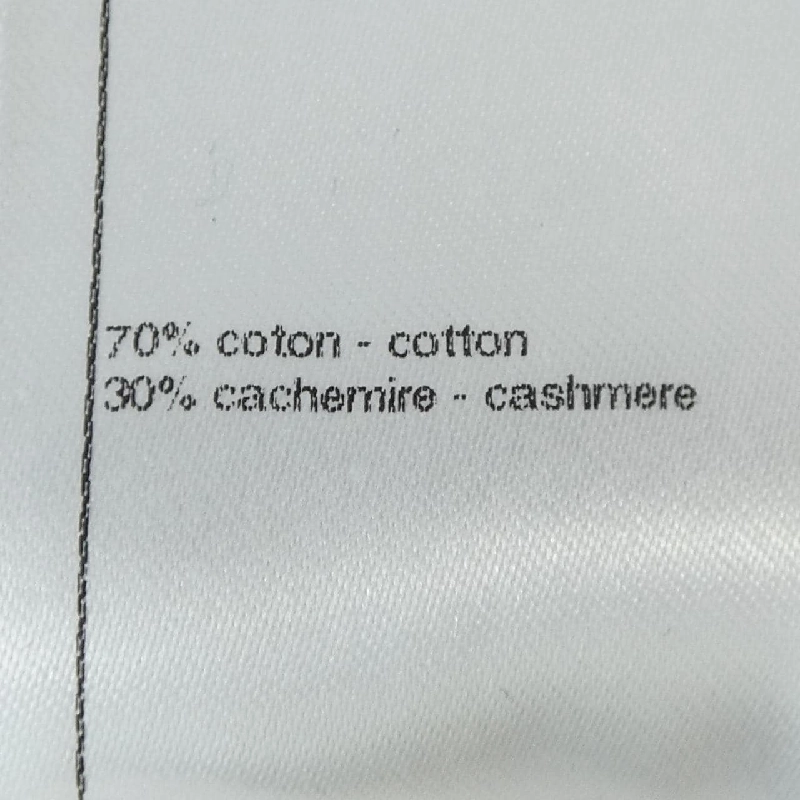 70% coton - cotton
30% cachemire - cashmere